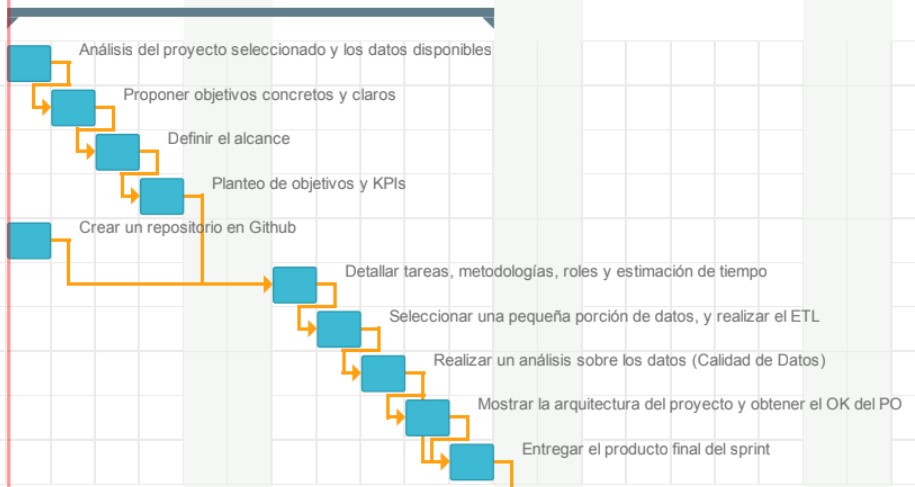 Análisis del proyecto seleccionado y los datos disponibles
Proponer objetivos concretos y claros
Definir el alcance
Planteo de objetivos y KPIs
Crear un repositorio en Github
Detallar tareas, metodologías, roles y estimación de tiempo
Seleccionar una pequeña porción de datos, y realizar el ETL
Realizar un análisis sobre los datos (Calidad de Datos)
Mostrar la arquitectura del proyecto y obtener el OK del PO
Entregar el producto final del sprint